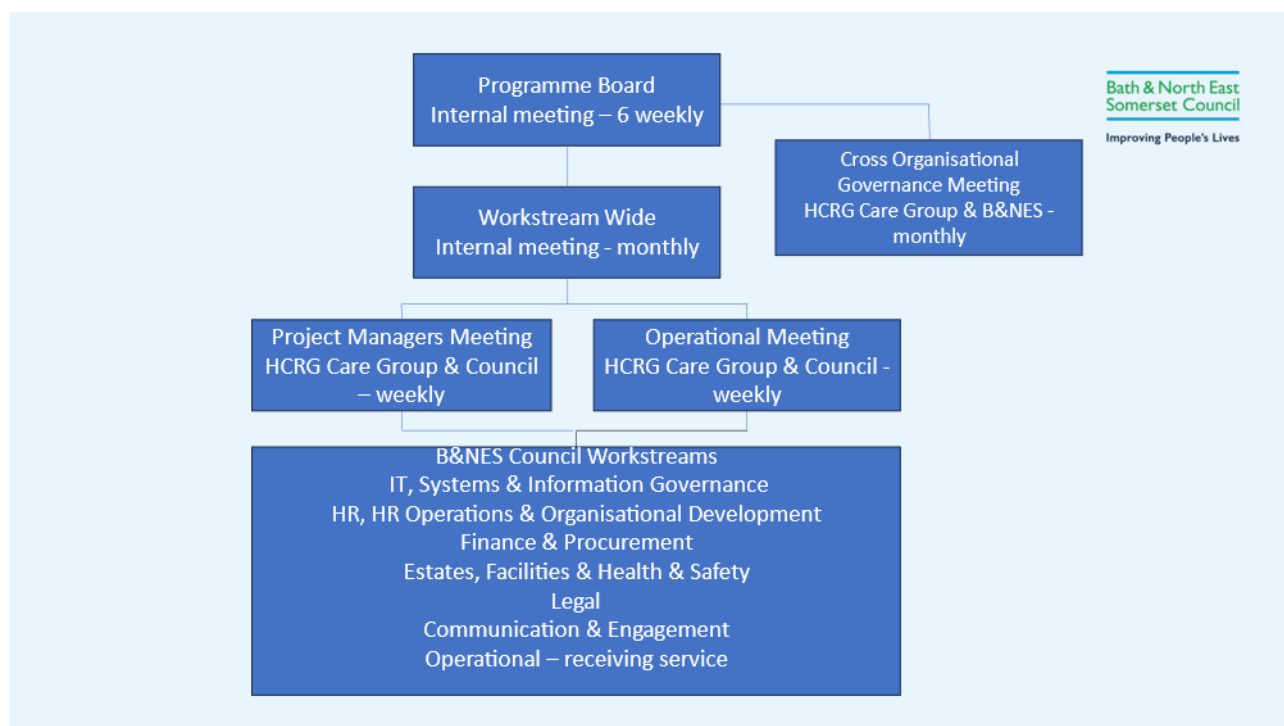 Programme Board
Internal meeting – 6 weekly
Bath & North East
Somerset Council
Improving People's Lives
Cross Organisational
Governance Meeting
HCRG Care Group & B&NES -
monthly
Workstream Wide
Internal meeting - monthly
Project Managers Meeting
HCRG Care Group & Council
– weekly
Operational Meeting
HCRG Care Group & Council -
weekly
B&NES Council Workstreams
IT, Systems & Information Governance
HR, HR Operations & Organisational Development
Finance & Procurement
Estates, Facilities & Health & Safety
Legal
Communication & Engagement
Operational – receiving service